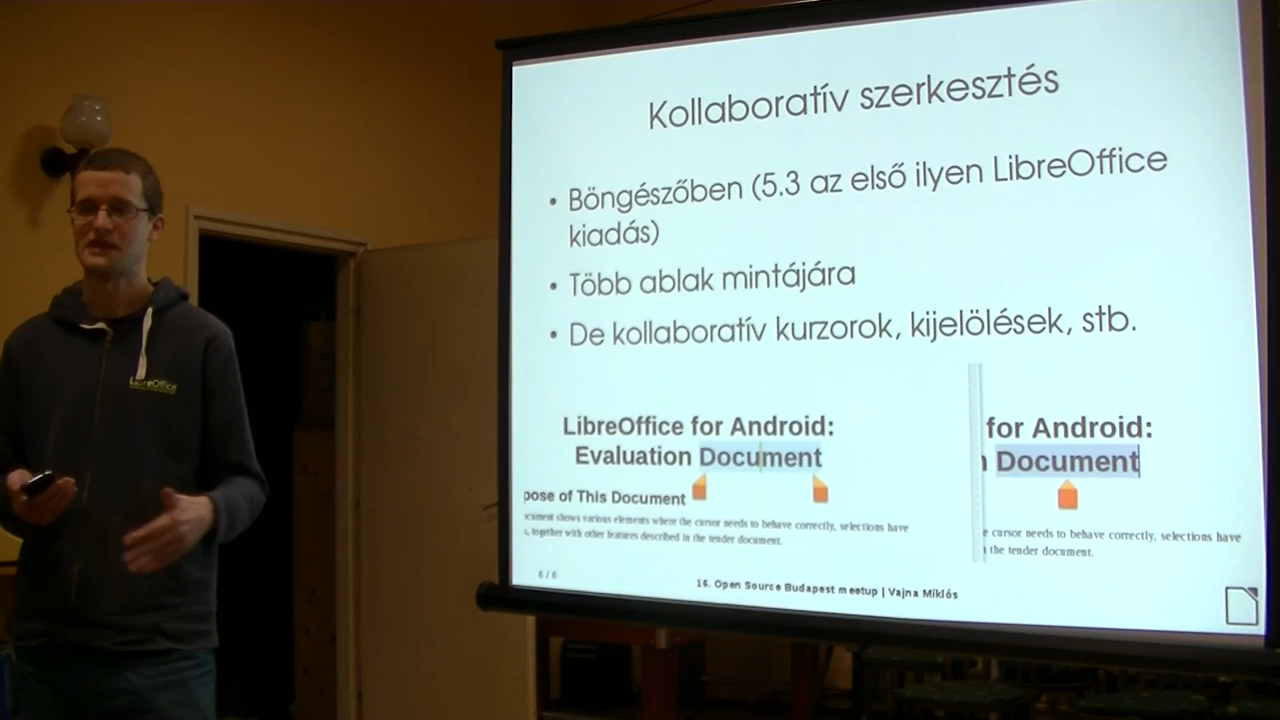 Kollaboratív szerkesztés
• Böngészőben (5.3 az első ilyen LibreOffice
kiadás)
• Több ablak mintájára
• De kollaboratív kurzorok, kijelölések, stb.
LibreOffice for Android:
Evaluation Document
pose of This Document
cument shows various elements where the cursor needs to behave correctly, selections have
c, together with other features described in the tender document.
for Android:
Document
e cursor needs to behave correctly, selections have
the tender document.
6 / 6
16. Open Source Budapest meetup | Vajna Miklós
LibreOffice